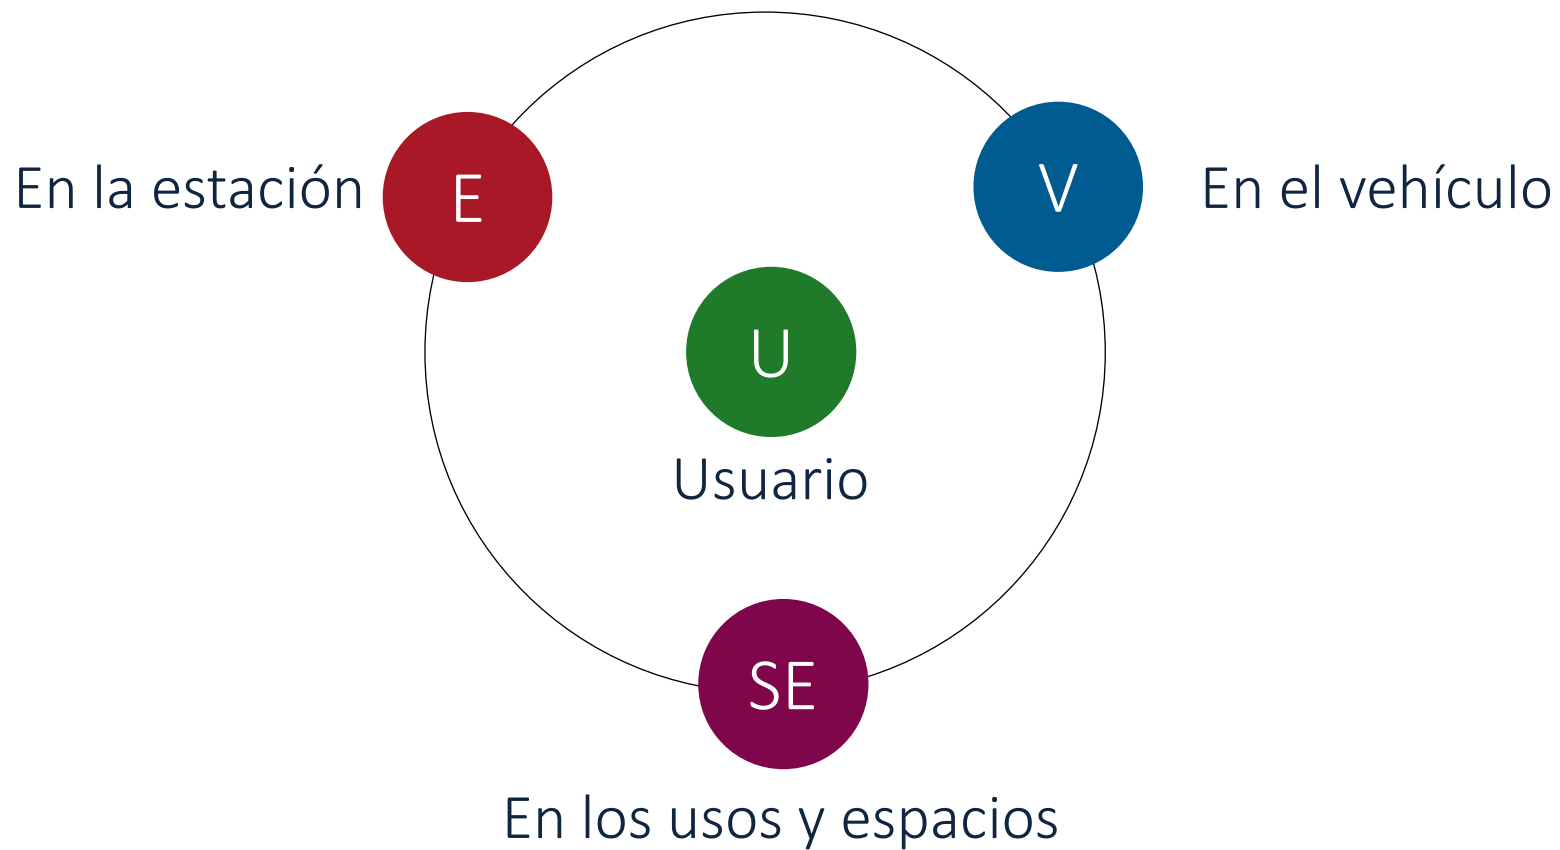 En la estación
E
V
En el vehículo
U
Usuario
SE
En los usos y espacios